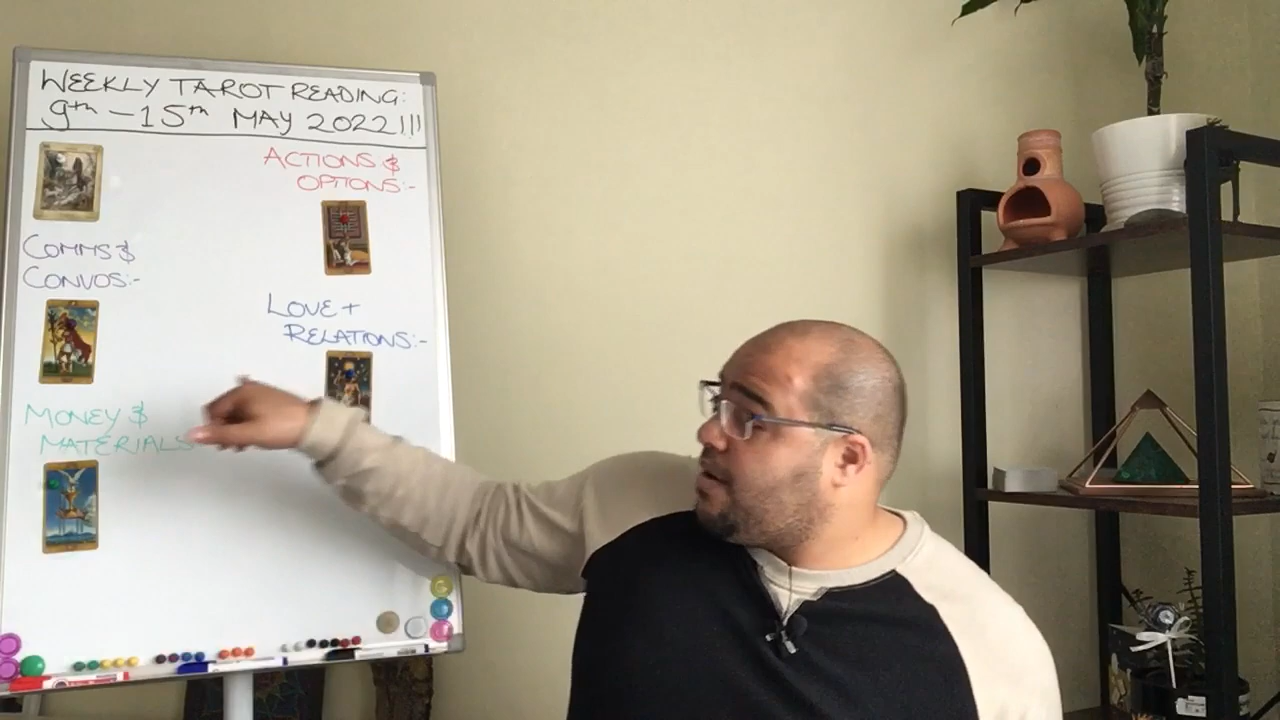 WEEKLY TAROT READING:
9th - 15th MAY 2022!!!
ACTIONS &
OPTIONS:-
COMMS &
CONVOS:-
LOVE +
RELATIONS:-
MONEY &
MATERIALS